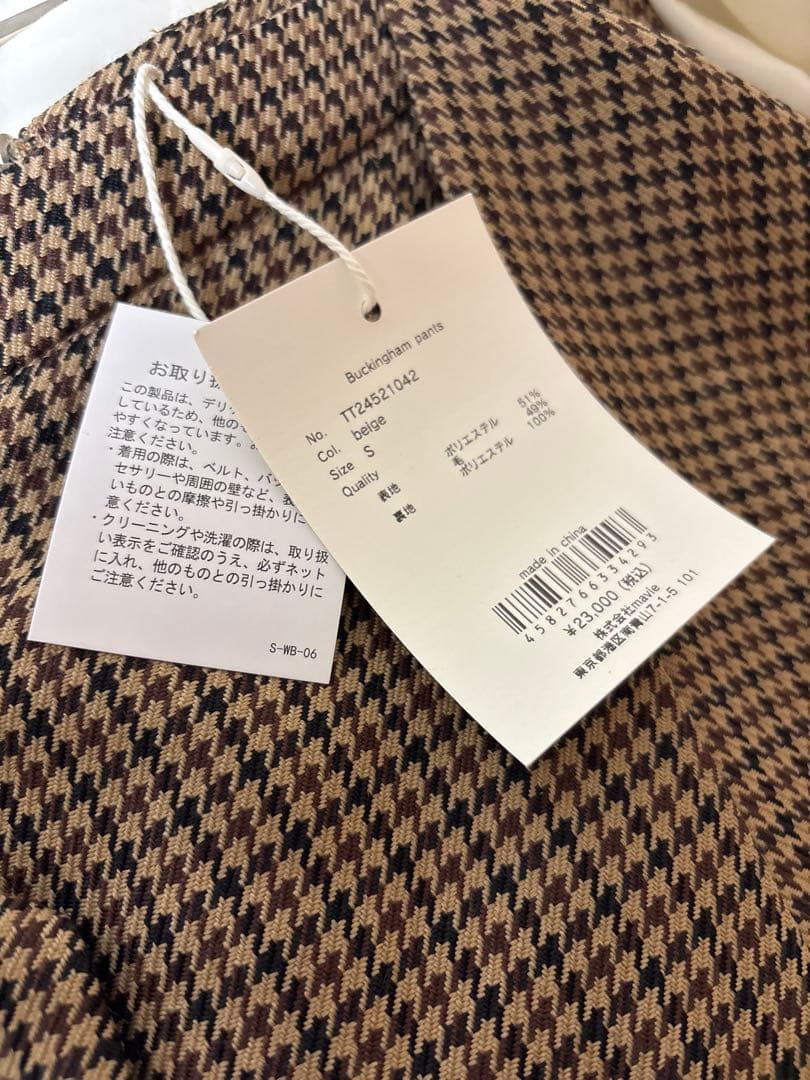 お取り扱
この製品は、デリ
しているため、他の
やすくなっています。
注意ください。
・着用の際は、ベルト、バ
セサリーや周囲の壁など、表
いものとの摩擦や引っ掛かりに
意ください。
・クリーニングや洗濯の際は、取り扱
い表示をご確認のうえ、必ずネット
に入れ、他のものとの引っ掛かりに
ご注意ください。
S-WB-06
Buckingham pants
No. TT24521042
Col. beige
Size S
Quality
表地 ポリエステル 51%
毛 49%
裏地 ポリエステル 100%
made in china
4582766334293
¥23,000 (税込)
株式会社mavie
東京都港区南青山7-1-5 101